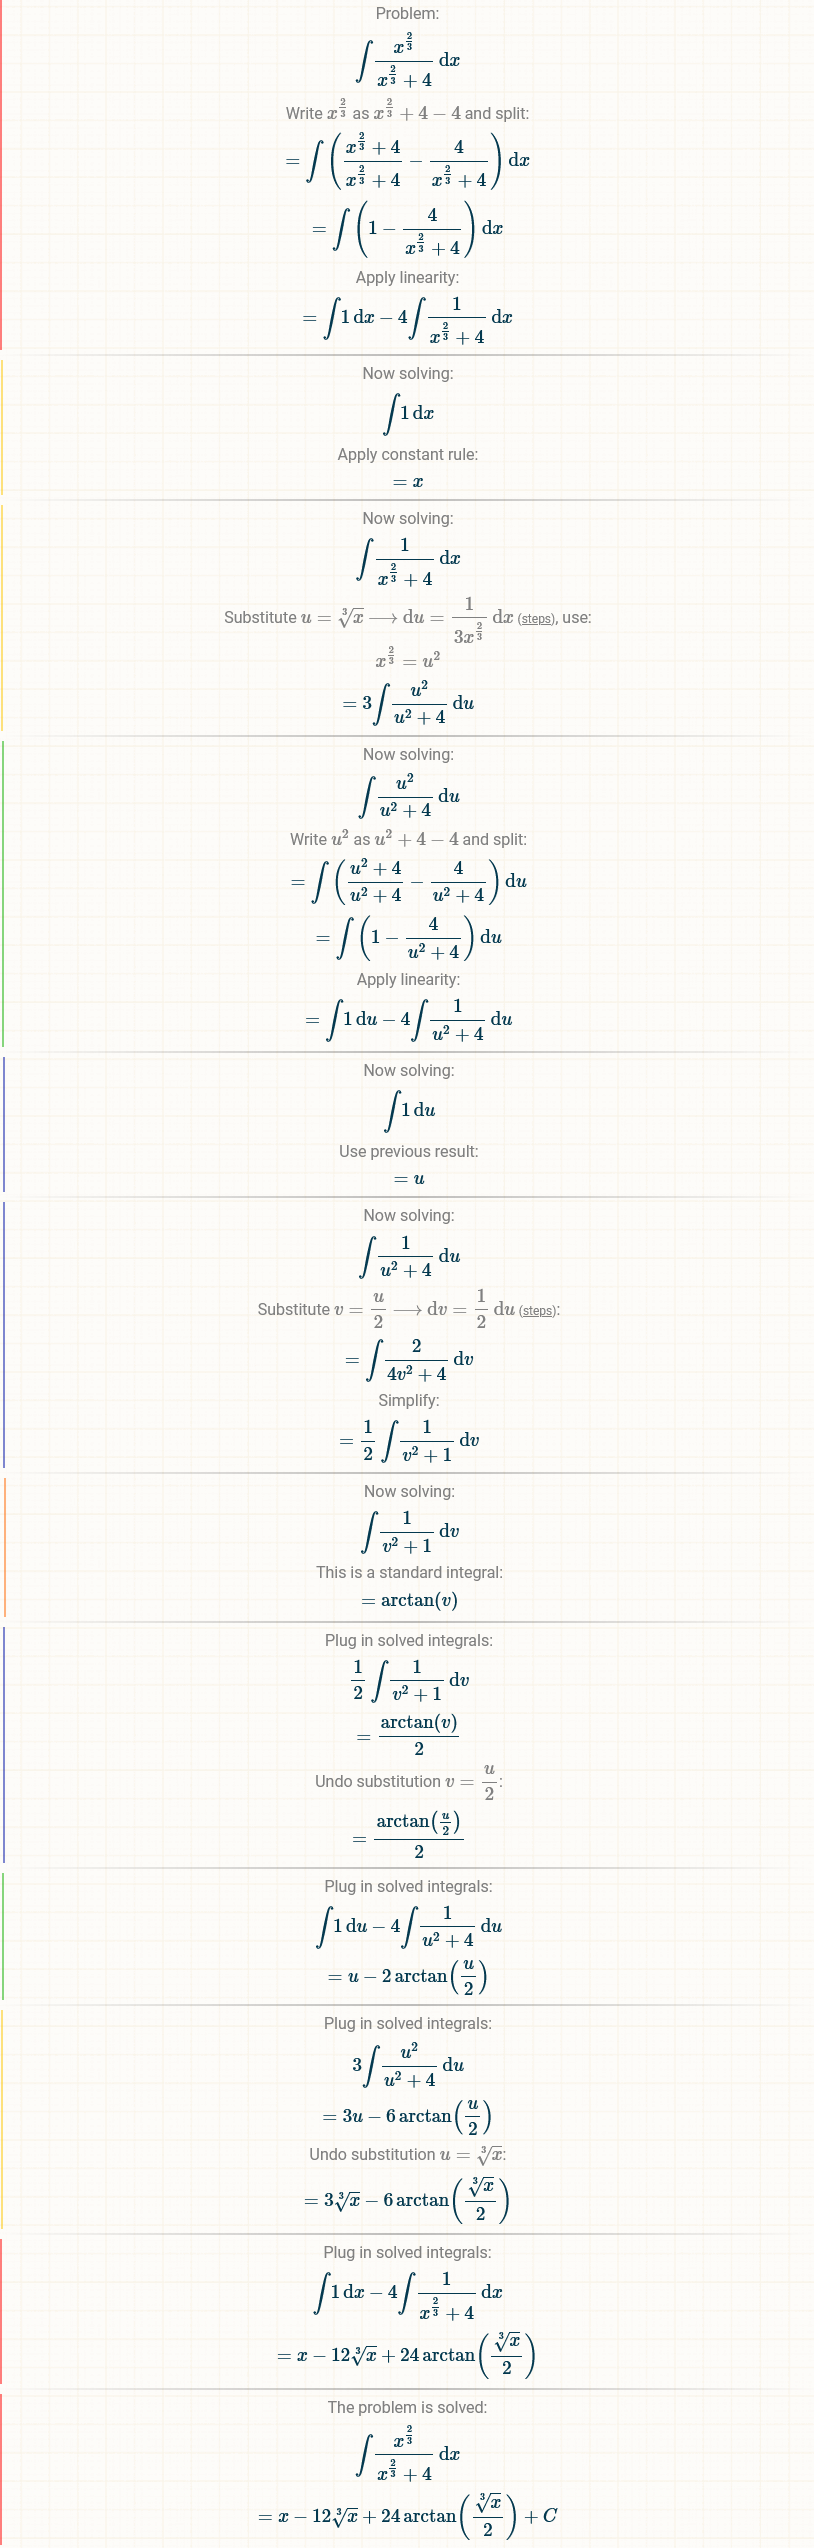 Problem:
∫ x^(2/3) / (x^(2/3) + 4) dx
Write x^(2/3) as x^(2/3) + 4 − 4 and split:
= ∫ ( (x^(2/3) + 4) / (x^(2/3) + 4) − 4 / (x^(2/3) + 4) ) dx
= ∫ ( 1 − 4 / (x^(2/3) + 4) ) dx
Apply linearity:
= ∫ 1 dx − 4 ∫ 1 / (x^(2/3) + 4) dx
Now solving:
∫ 1 dx
Apply constant rule:
= x
Now solving:
∫ 1 / (x^(2/3) + 4) dx
Substitute u = ∛x ⟶ du = 1 / (3x^(2/3)) dx (steps), use:
x^(2/3) = u²
= 3 ∫ u² / (u² + 4) du
Now solving:
∫ u² / (u² + 4) du
Write u² as u² + 4 − 4 and split:
= ∫ ( (u² + 4) / (u² + 4) − 4 / (u² + 4) ) du
= ∫ ( 1 − 4 / (u² + 4) ) du
Apply linearity:
= ∫ 1 du − 4 ∫ 1 / (u² + 4) du
Now solving:
∫ 1 du
Use previous result:
= u
Now solving:
∫ 1 / (u² + 4) du
Substitute v = u/2 ⟶ dv = 1/2 du (steps):
= ∫ 2 / (4v² + 4) dv
Simplify:
= 1/2 ∫ 1 / (v² + 1) dv
Now solving:
∫ 1 / (v² + 1) dv
This is a standard integral:
= arctan(v)
Plug in solved integrals:
1/2 ∫ 1 / (v² + 1) dv
= arctan(v) / 2
Undo substitution v = u/2:
= arctan(u/2) / 2
Plug in solved integrals:
∫ 1 du − 4 ∫ 1 / (u² + 4) du
= u − 2 arctan(u/2)
Plug in solved integrals:
3 ∫ u² / (u² + 4) du
= 3u − 6 arctan(u/2)
Undo substitution u = ∛x:
= 3∛x − 6 arctan(∛x/2)
Plug in solved integrals:
∫ 1 dx − 4 ∫ 1 / (x^(2/3) + 4) dx
= x − 12∛x + 24 arctan(∛x/2)
The problem is solved:
∫ x^(2/3) / (x^(2/3) + 4) dx
= x − 12∛x + 24 arctan(∛x/2) + C